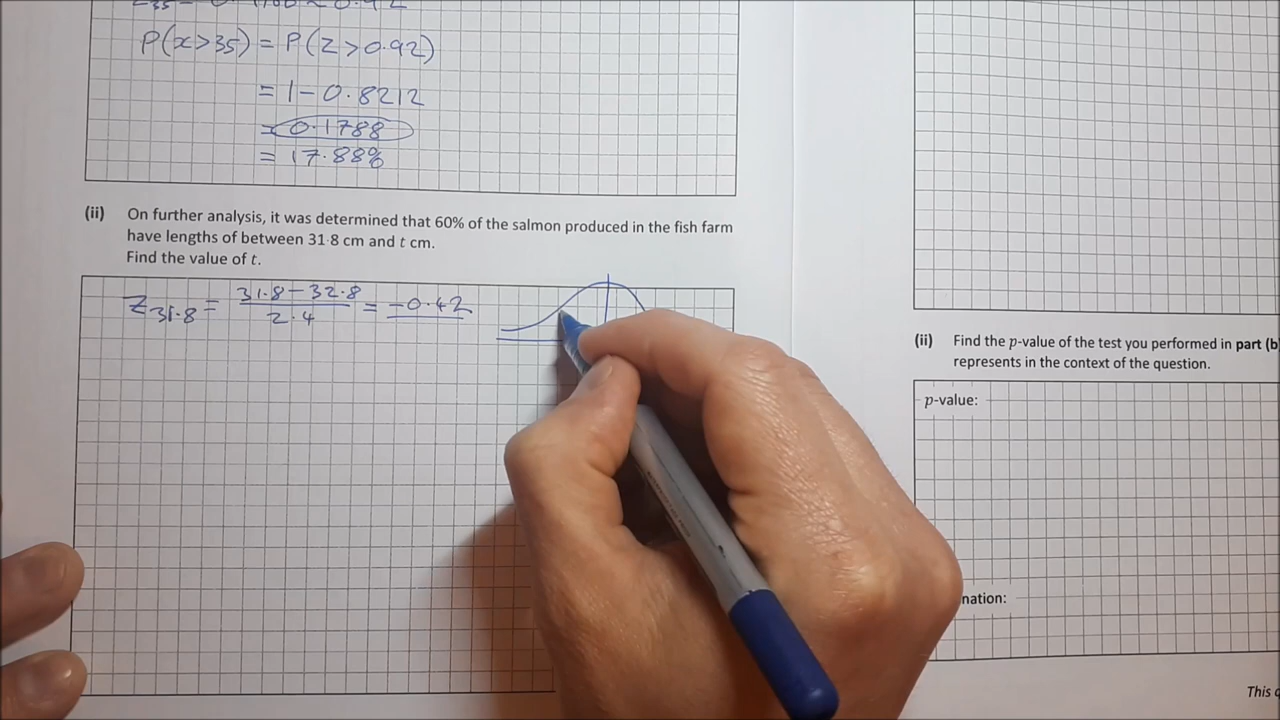 P(x>35) = P(Z>0.92)
= 1-0.8212
= 0.1788
= 17.88%
(ii) On further analysis, it was determined that 60% of the salmon produced in the fish farm
have lengths of between 31·8 cm and t cm.
Find the value of t.
Z31.8 = 31.8-32.8 / 2.4 = -0.42
(ii) Find the p-value of the test you performed in part (b
represents in the context of the question.
p-value:
nation:
This